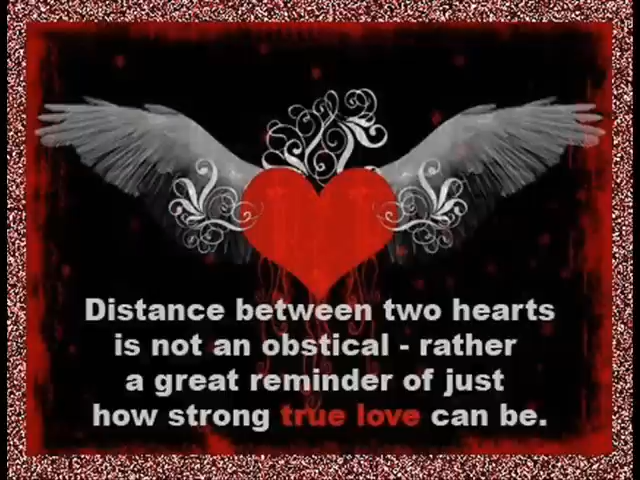 Distance between two hearts
is not an obstical - rather
a great reminder of just
how strong true love can be.